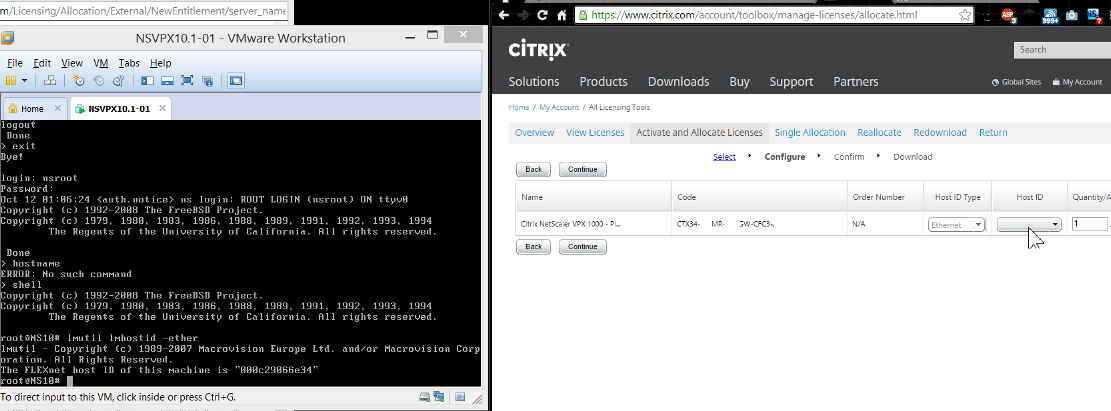 m/Licensing/Allocation/External/NewEntitlement/server_name
NSVPX10.1-01 - VMware Workstation
File Edit View VM Tabs Help
Home NSVPX10.1-01
logout
Done
> exit
Bye!
login: nsroot
Password:
Oct 12 01:06:24 <auth.notice> ns login: ROOT LOGIN (nsroot) ON ttyv0
Copyright (c) 1992-2008 The FreeBSD Project.
Copyright (c) 1979, 1980, 1983, 1986, 1988, 1989, 1991, 1992, 1993, 1994
The Regents of the University of California. All rights reserved.
Done
> hostname
ERROR: No such command
> shell
Copyright (c) 1992-2008 The FreeBSD Project.
Copyright (c) 1979, 1980, 1983, 1986, 1988, 1989, 1991, 1992, 1993, 1994
The Regents of the University of California. All rights reserved.
root@NS10# lmutil lmhostid -ether
lmutil - Copyright (c) 1989-2007 Macrovision Europe Ltd. and/or Macrovision Corp
oration. All Rights Reserved.
The FLEXnet host ID of this machine is "000c29066e34"
root@NS10#
To direct input to this VM, click inside or press Ctrl+G.
https://www.citrix.com/account/toolbox/manage-licenses/allocate.html
ABP 3 999+ 7
CITRIX
Search
Solutions Products Downloads Buy Support Partners
Global Sites My Account
Home / My Account / All Licensing Tools
Overview View Licenses Activate and Allocate Licenses Single Allocation Reallocate Redownload Return
Select Configure Confirm Download
Back Continue
Name Code Order Number Host ID Type Host ID Quantity/A
Citrix NetScaler VPX 1000 - Pl... CTX34- MR- 5W-CFC3 N/A Ethernet 1
Back Continue